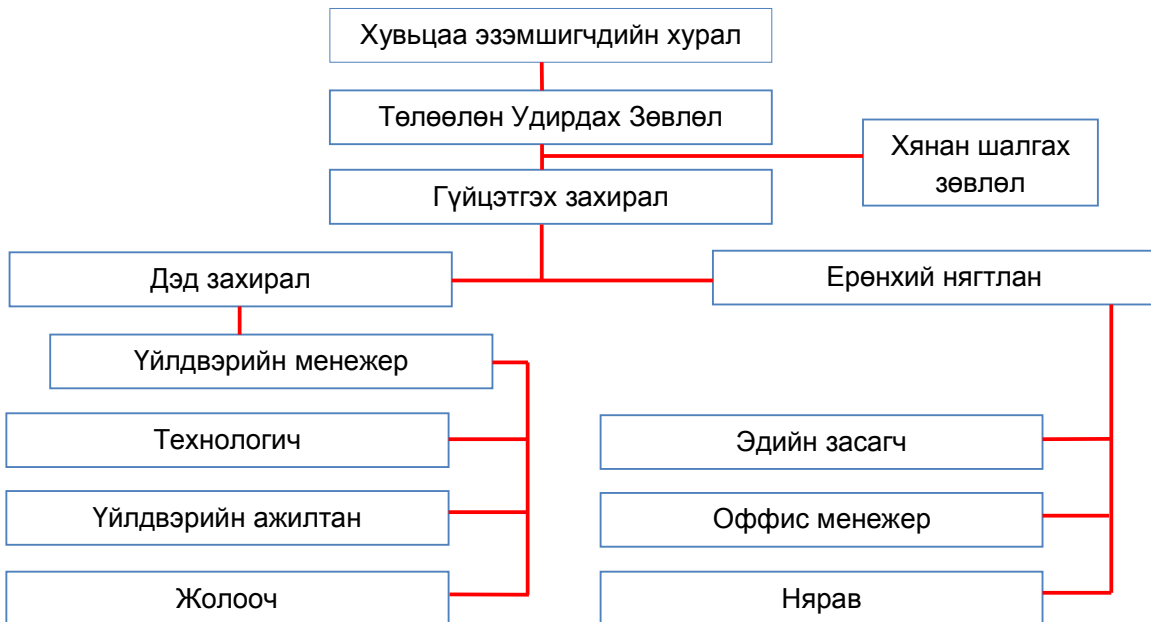 Хувьцаа эзэмшигчдийн хурал
Төлөөлөн Удирдах Зөвлөл
Хянан шалгах
зөвлөл
Гүйцэтгэх захирал
Дэд захирал
Ерөнхий нягтлан
Үйлдвэрийн менежер
Технологич
Эдийн засагч
Үйлдвэрийн ажилтан
Оффис менежер
Жолооч
Нярав